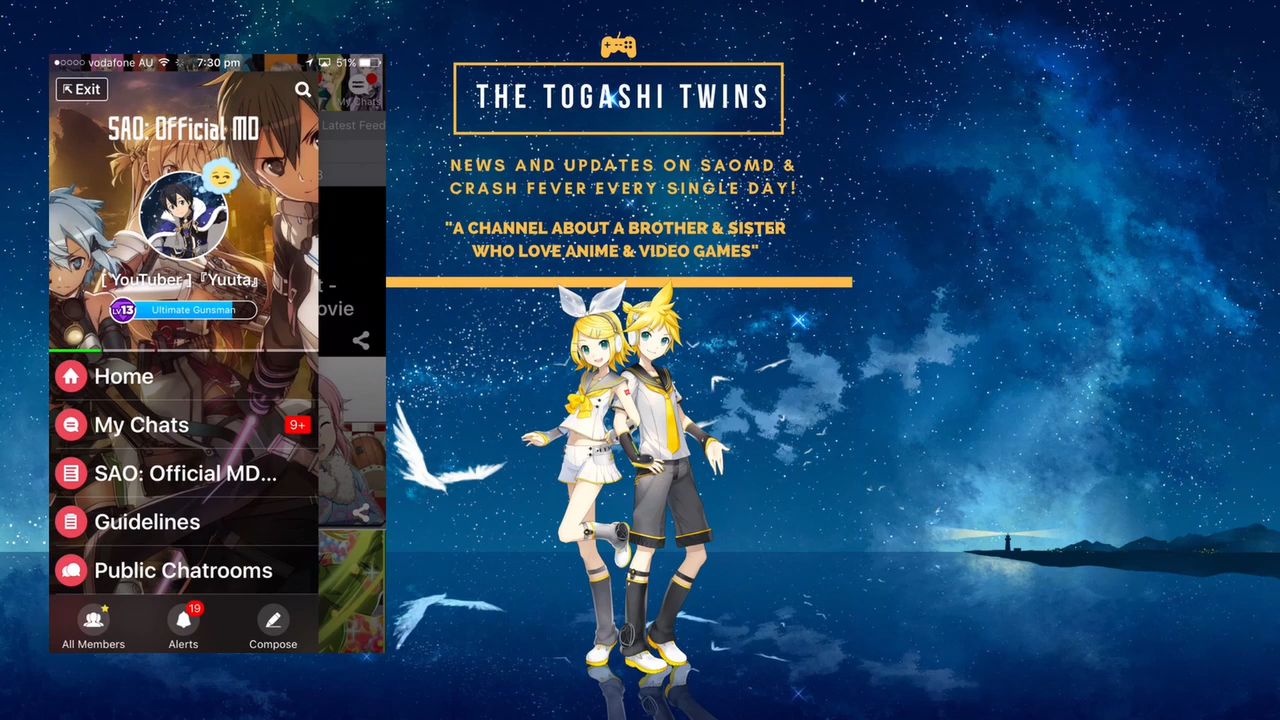 vodafone AU 7:30 pm 51%
Exit
My Chats
SAO: Official MD
Latest Feed
[ YouTuber ]『Yuuta』
LV13 Ultimate Gunsman
Home
My Chats 9+
SAO: Official MD...
Guidelines
Public Chatrooms
19
All Members Alerts Compose
THE TOGASHI TWINS
NEWS AND UPDATES ON SAOMD &
CRASH FEVER EVERY SINGLE DAY!
"A CHANNEL ABOUT A BROTHER & SISTER
WHO LOVE ANIME & VIDEO GAMES"